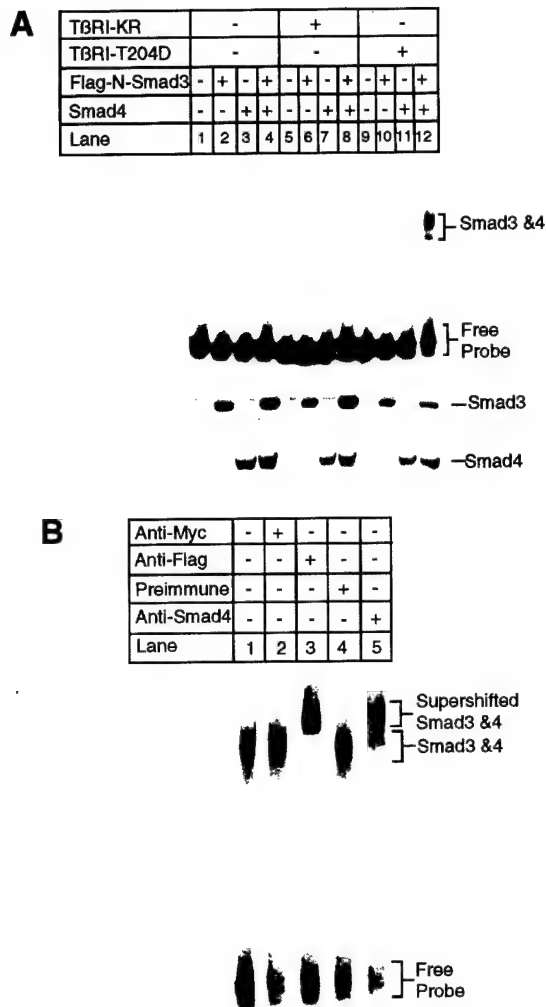 A
TβRI-KR - + -
TβRI-T204D - - +
Flag-N-Smad3 - + - + - + - + - + - +
Smad4 - - + + - - + + - - + +
Lane 1 2 3 4 5 6 7 8 9 10 11 12
Smad3 &4
Free
Probe
Smad3
Smad4
B
Anti-Myc - + - - -
Anti-Flag - - + - -
Preimmune - - - + -
Anti-Smad4 - - - - +
Lane 1 2 3 4 5
Supershifted
Smad3 &4
Smad3 &4
Free
Probe